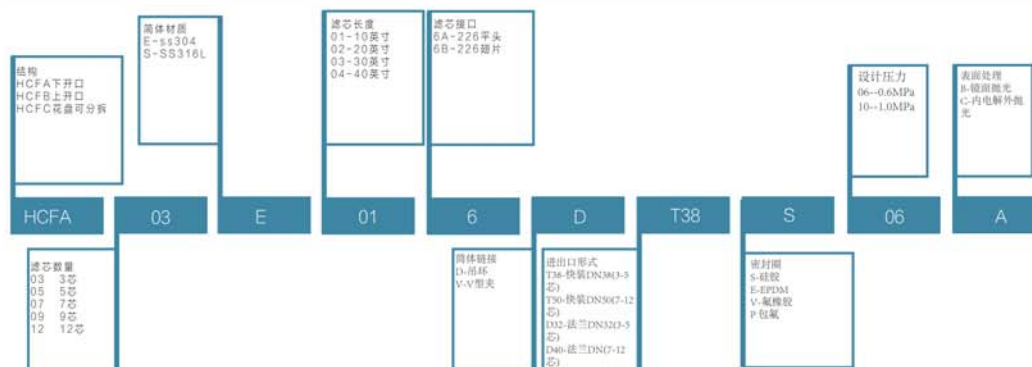 结构
HCFA下开口
HCFB上开口
HCFC花盘可分拆
简体材质
E-ss304
S-SS316L
滤芯长度
01-10英寸
02-20英寸
03-30英寸
04-40英寸
滤芯接口
6A-226平头
6B-226翅片
设计压力
06--0.6MPa
10--1.0MPa
表面处理
B-镜面抛光
C-内电解外抛
光
HCFA
03
E
01
6
D
T38
S
06
A
滤芯数量
03 3芯
05 5芯
07 7芯
09 9芯
12 12芯
筒体链接
D-吊环
V-V型夹
进出口形式
T38-快装DN38(3-5
芯)
T50-快装DN50(7-12
芯)
D32-法兰DN32(3-5
芯)
D40-法兰DN(7-12
芯)
密封圈
S-硅胶
E-EPDM
V-氟橡胶
P 包氟